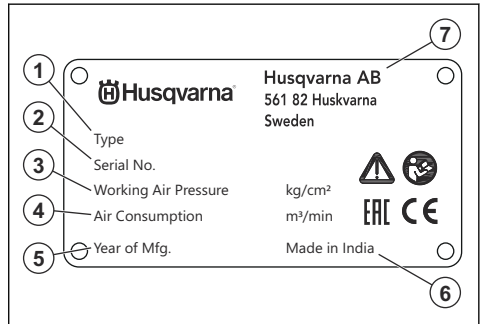 7
1
Husqvarna
Husqvarna AB
561 82 Huskvarna
Sweden
2
Type
Serial No.
3
Working Air Pressure kg/cm²
4
Air Consumption m³/min
EAC CE
5
Year of Mfg. Made in India
6